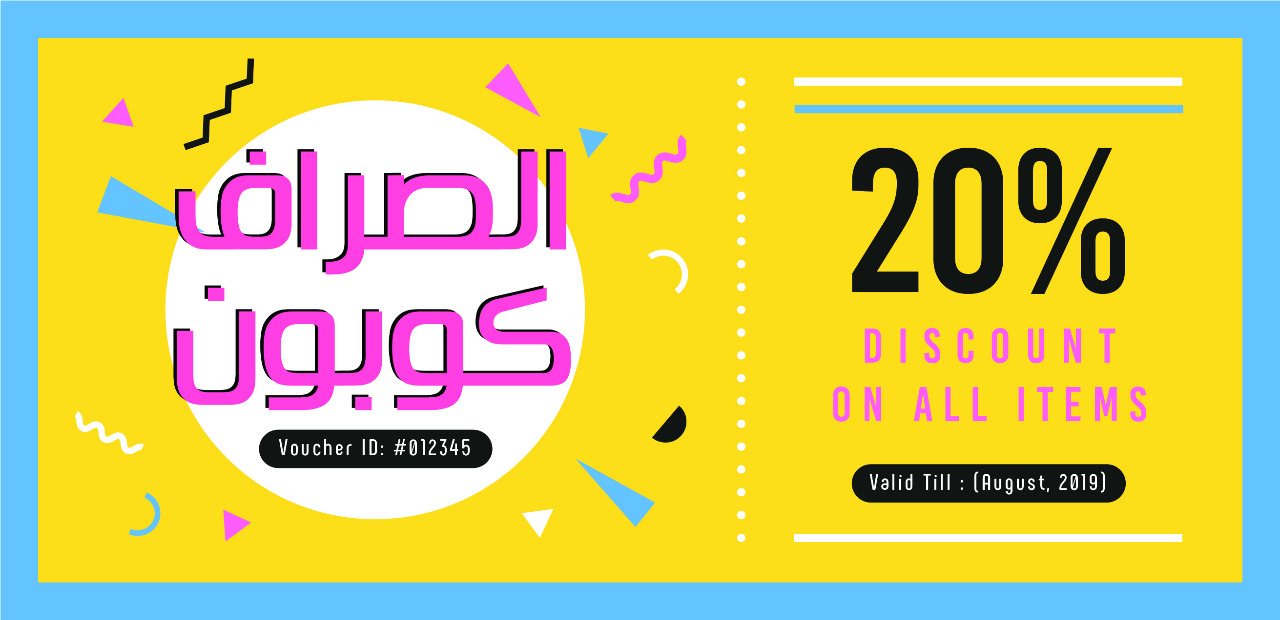 الصراف
كوبون
Voucher ID: #012345
20%
DISCOUNT
ON ALL ITEMS
Valid Till : (August, 2019)